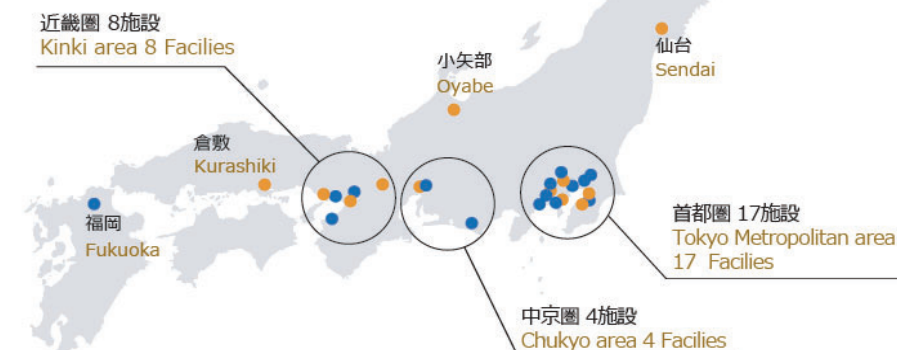 近畿圏 8施設
Kinki area 8 Facilies
仙台
Sendai
小矢部
Oyabe
倉敷
Kurashiki
福岡
Fukuoka
首都圏 17施設
Tokyo Metropolitan area
17 Facilies
中京圏 4施設
Chukyo area 4 Facilies